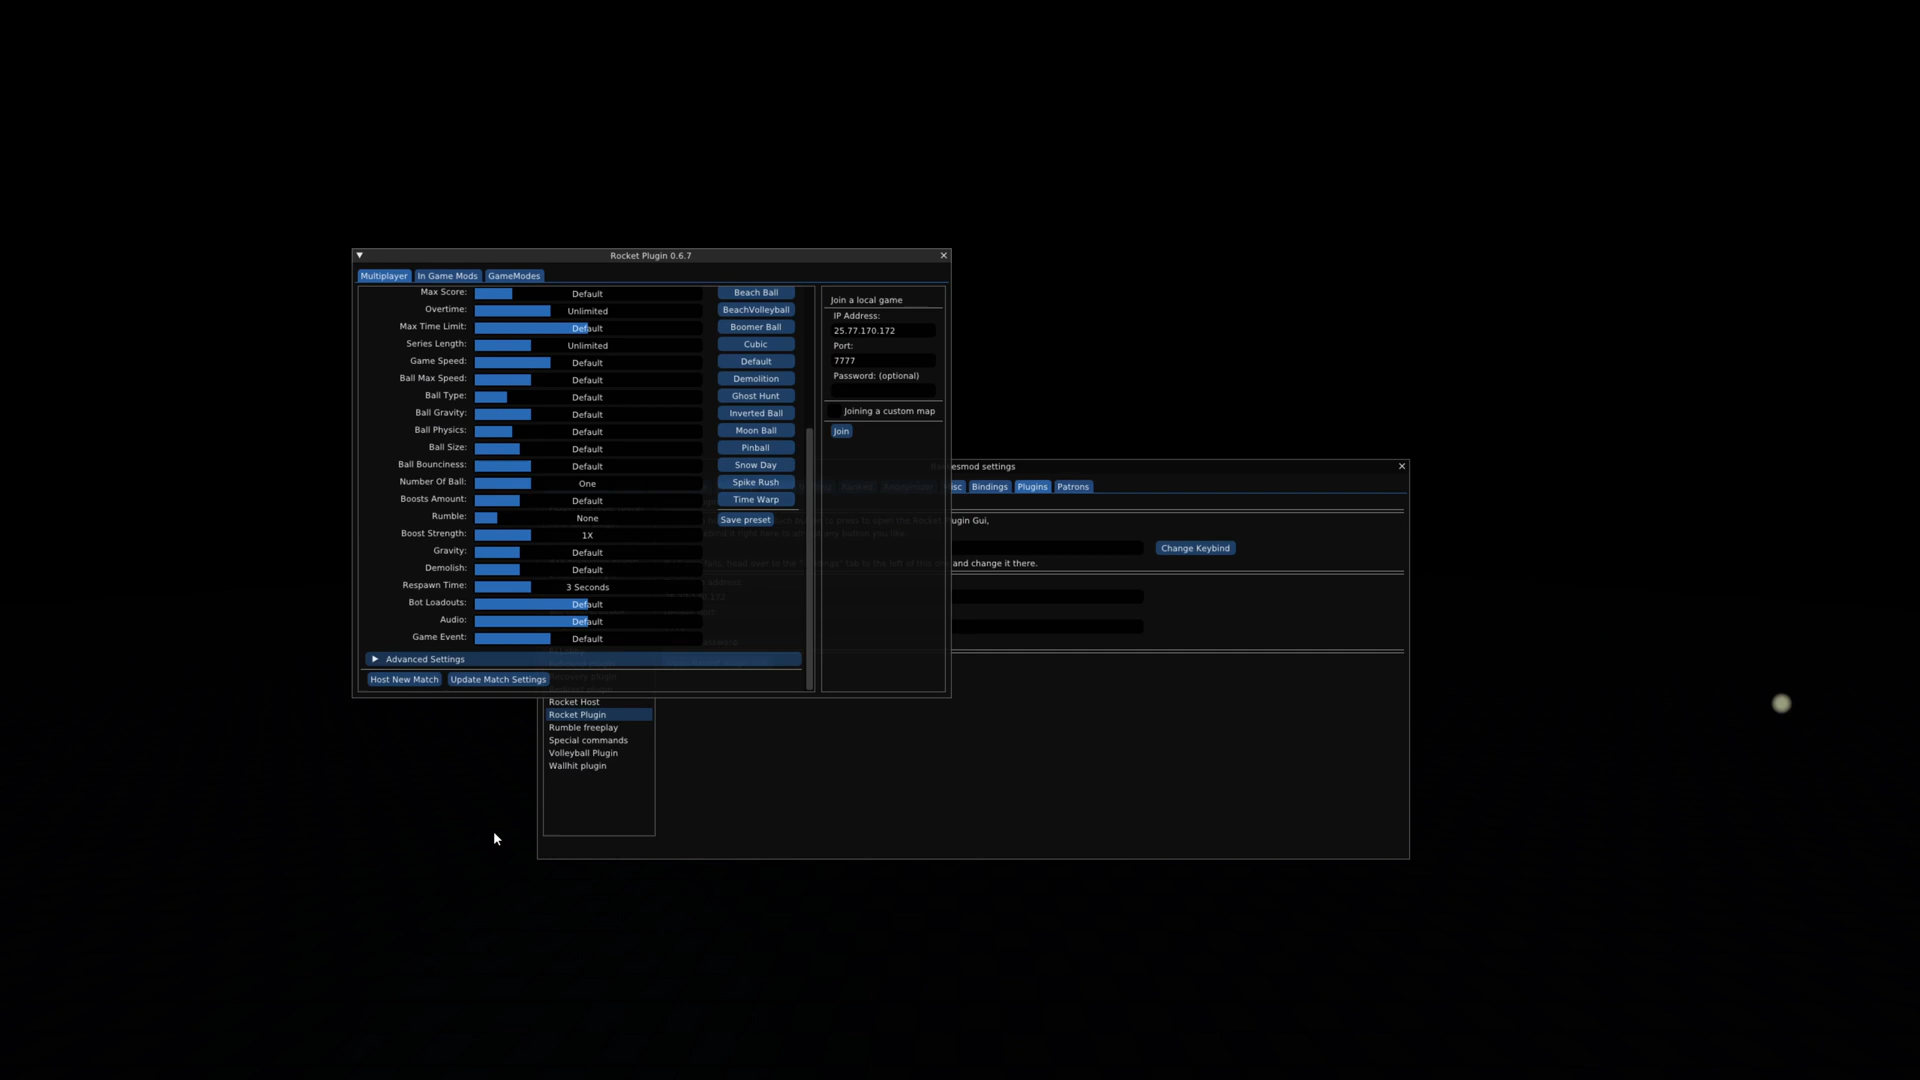 Rocket Plugin 0.6.7
Multiplayer In Game Mods GameModes
Max Score: Default
Overtime: Unlimited
Max Time Limit: Default
Series Length: Unlimited
Game Speed: Default
Ball Max Speed: Default
Ball Type: Default
Ball Gravity: Default
Ball Physics: Default
Ball Size: Default
Ball Bounciness: Default
Number Of Ball: One
Boosts Amount: Default
Rumble: None
Boost Strength: 1X
Gravity: Default
Demolish: Default
Respawn Time: 3 Seconds
Bot Loadouts: Default
Audio: Default
Game Event: Default
Advanced Settings
Host New Match Update Match Settings
Beach Ball
BeachVolleyball
Boomer Ball
Cubic
Default
Demolition
Ghost Hunt
Inverted Ball
Moon Ball
Pinball
Snow Day
Spike Rush
Time Warp
Save preset
Join a local game
IP Address:
25.77.170.172
Port:
7777
Password: (optional)
Joining a custom map
Join
esmod settings
isc Bindings Plugins Patrons
ugin Gui,
Change Keybind
and change it there.
Recovery plugin
Rocket Host
Rocket Plugin
Rumble freeplay
Special commands
Volleyball Plugin
Wallhit plugin